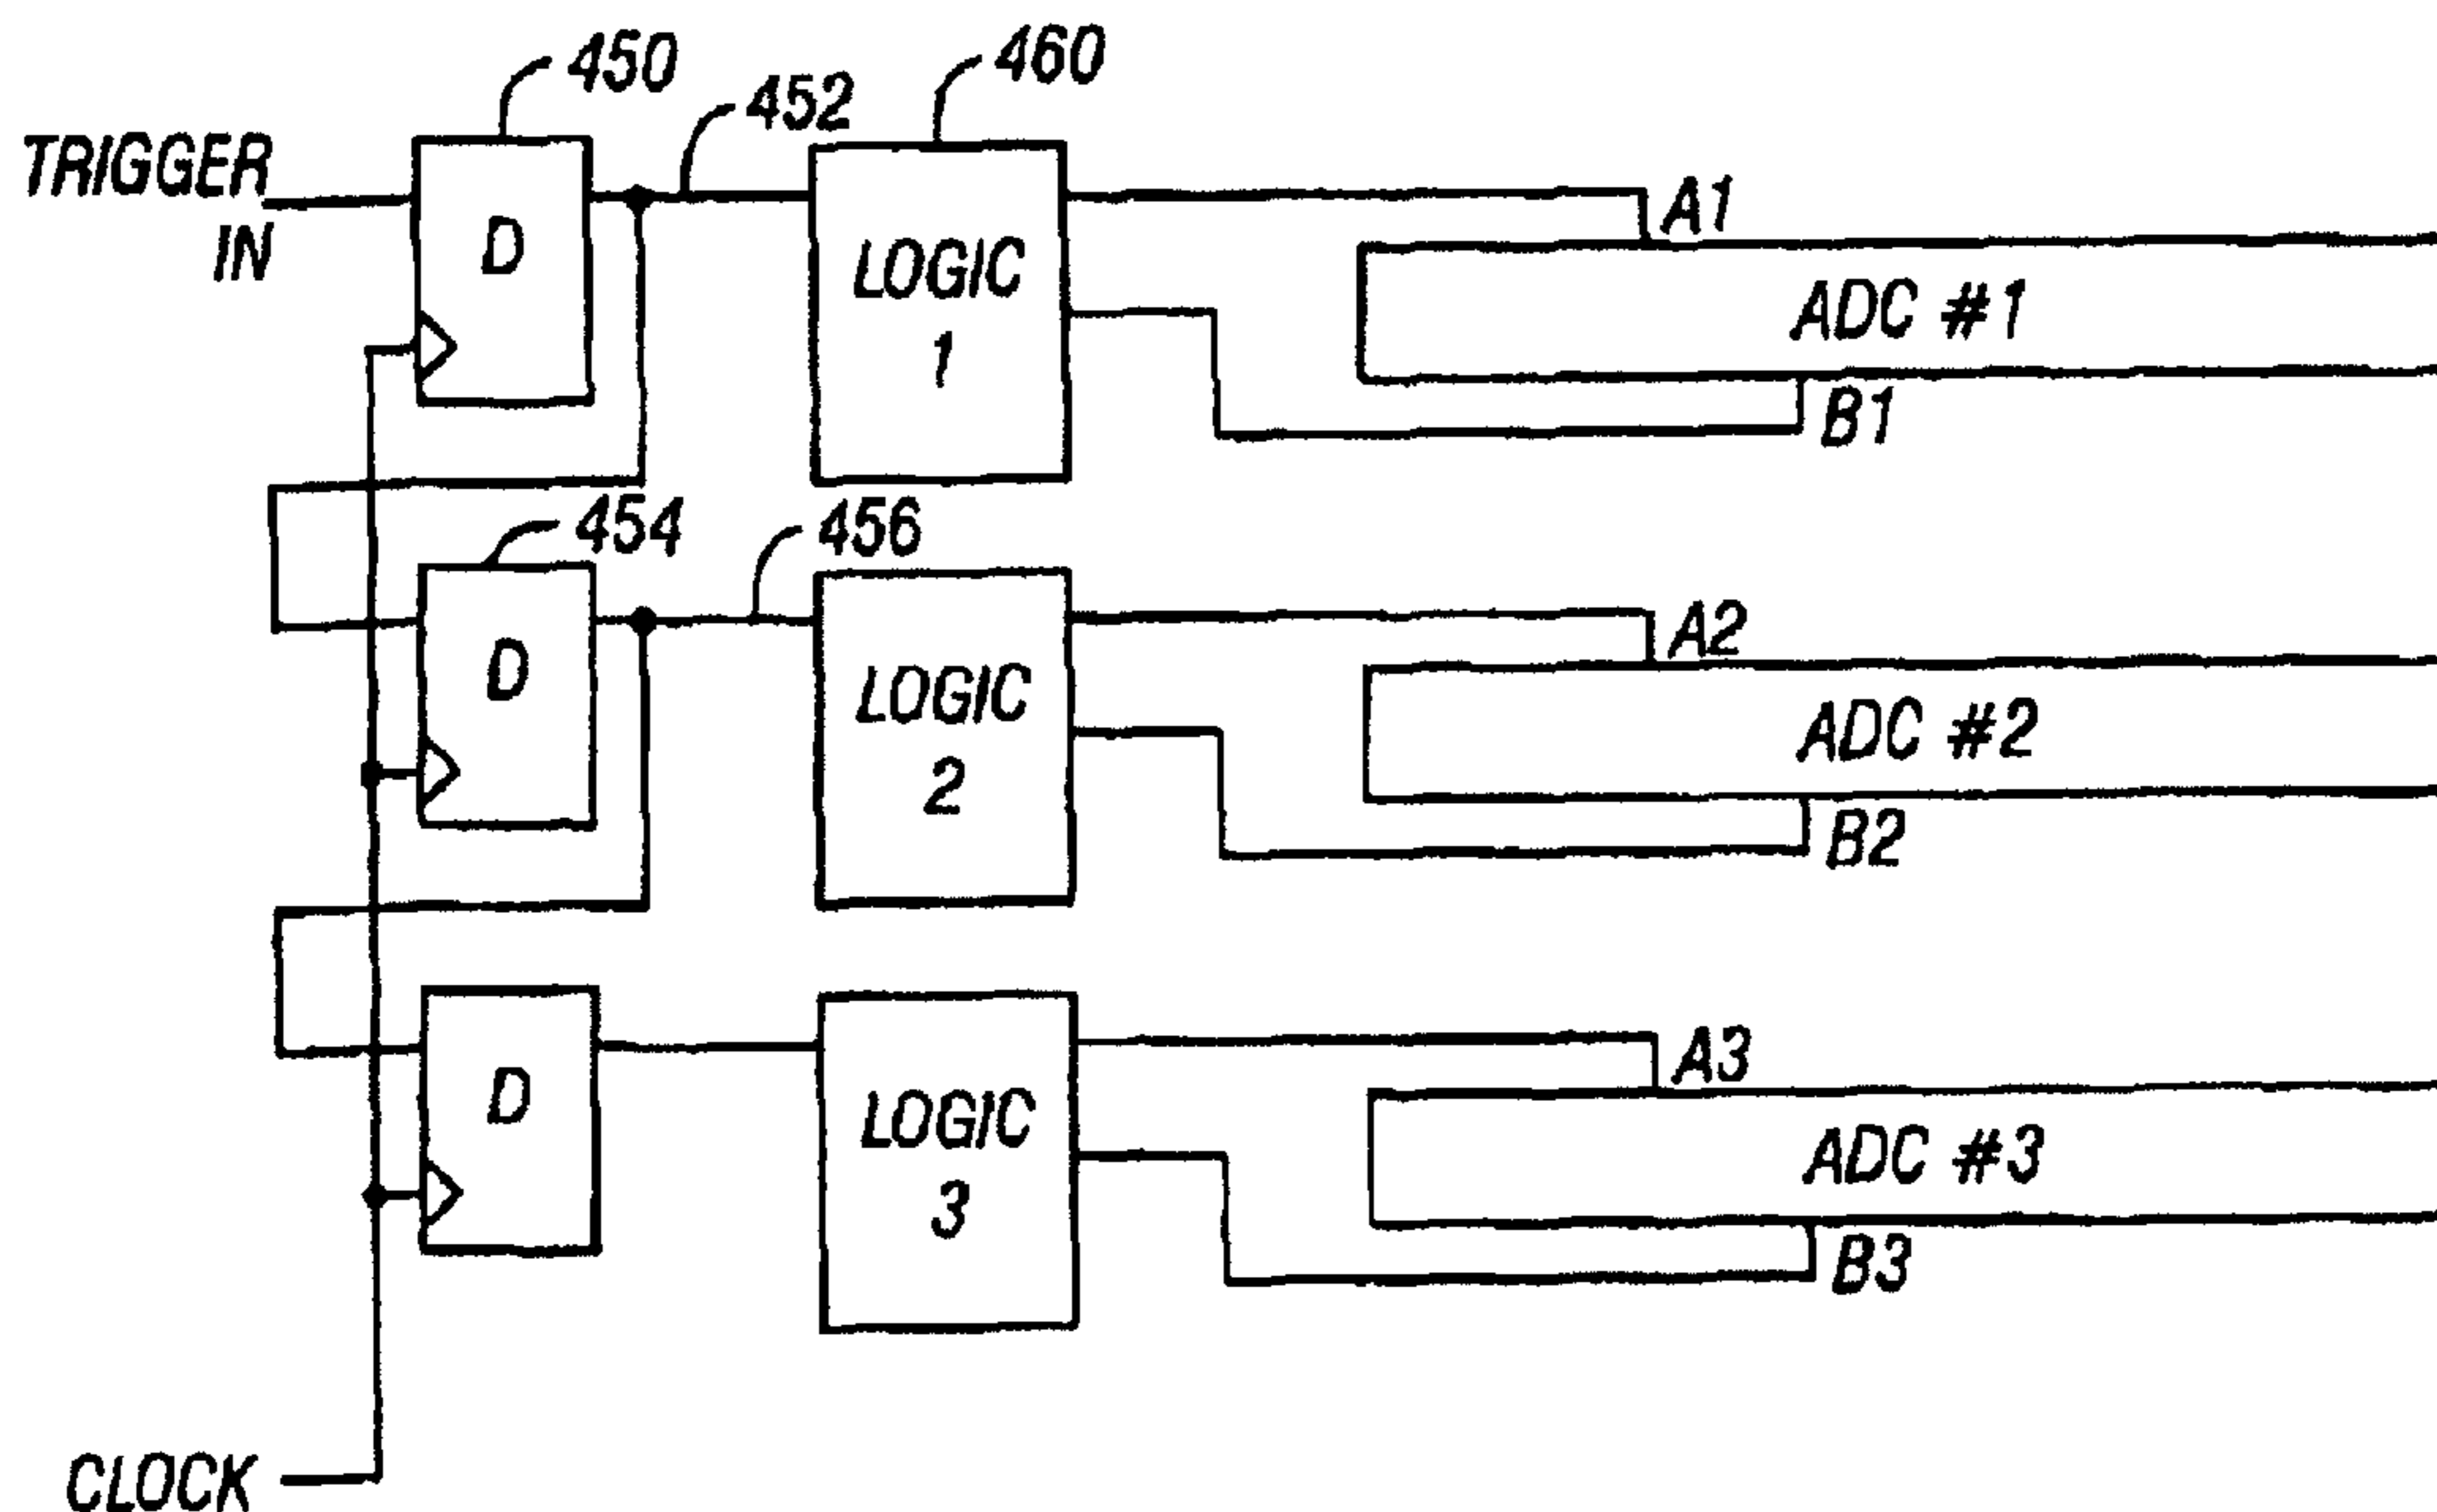 450
452
460
TRIGGER
IN
D
LOGIC
1
A1
ADC #1
B1
454
456
D
LOGIC
2
A2
ADC #2
B2
D
LOGIC
3
A3
ADC #3
B3
CLOCK